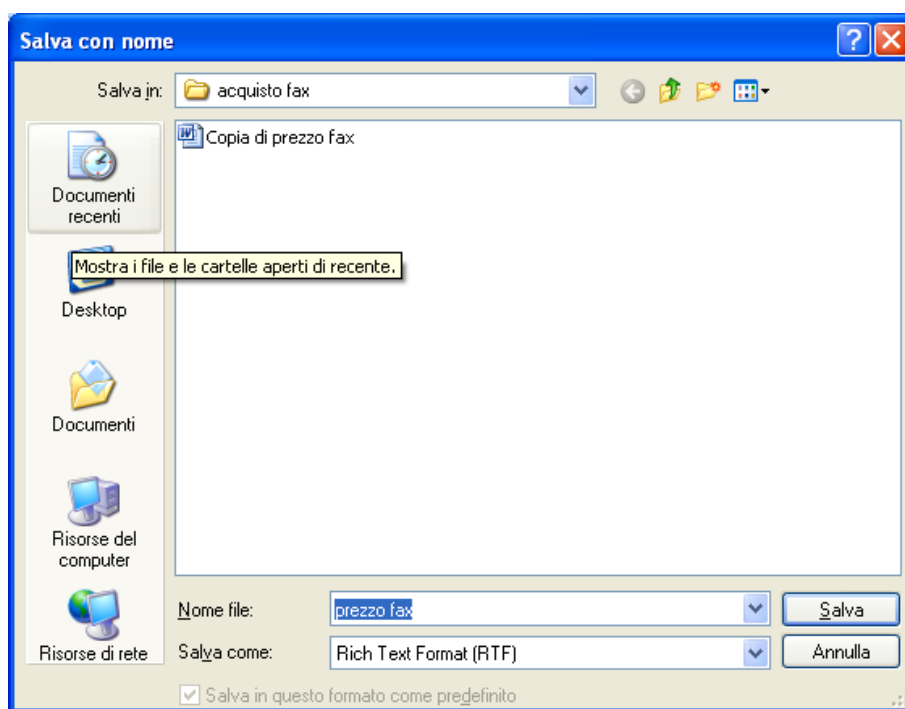 Salva con nome
Salva in: acquisto fax
Copia di prezzo fax
Documenti
recenti
Mostra i file e le cartelle aperti di recente.
Desktop
Documenti
Risorse del
computer
Risorse di rete
Nome file: prezzo fax Salva
Salva come: Rich Text Format (RTF) Annulla
Salva in questo formato come predefinito